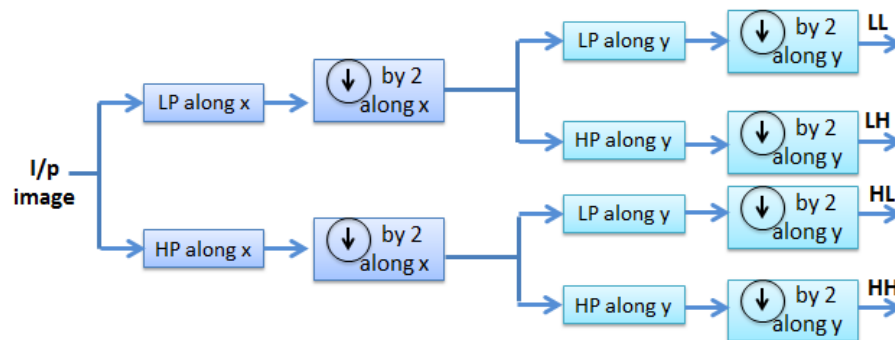 I/p
image
LP along x
↓ by 2
along x
LP along y
↓ by 2
along y
LL
HP along y
↓ by 2
along y
LH
HP along x
↓ by 2
along x
LP along y
↓ by 2
along y
HL
HP along y
↓ by 2
along y
HH